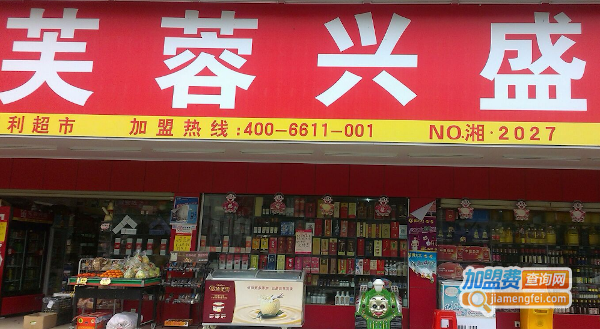 芙蓉兴盛
利超市 加盟热线:400-6611-001 NO.湘·2027
加盟费查询网
jiamengfei.com